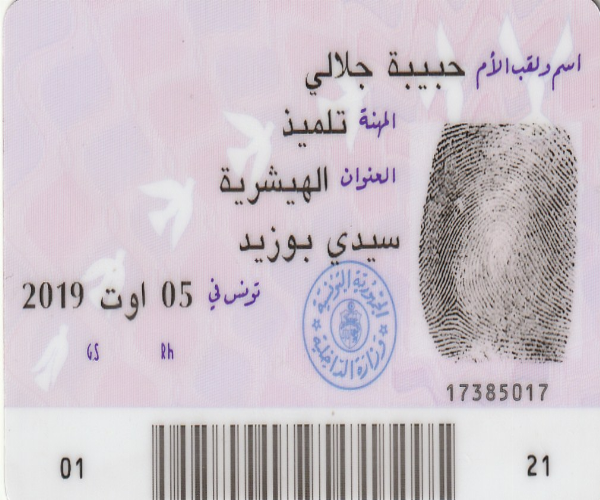 اسم ولقب الأم حبيبة جلالي
المهنة تلميذ
العنوان الهيشرية
سيدي بوزيد
تونس في 05 اوت 2019
GS Rh
الجمهورية التونسية
وزارة الداخلية
17385017
01 21